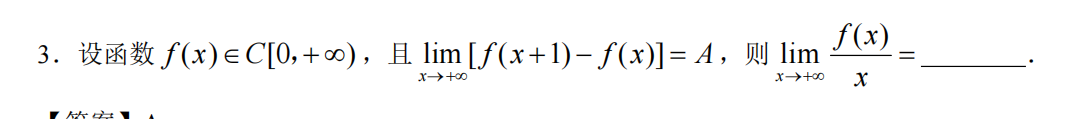 3. 设函数 f(x)∈C[0,+∞)，且 lim_{x→+∞}[f(x+1)−f(x)]=A，则 lim_{x→+∞} f(x)/x = ________.